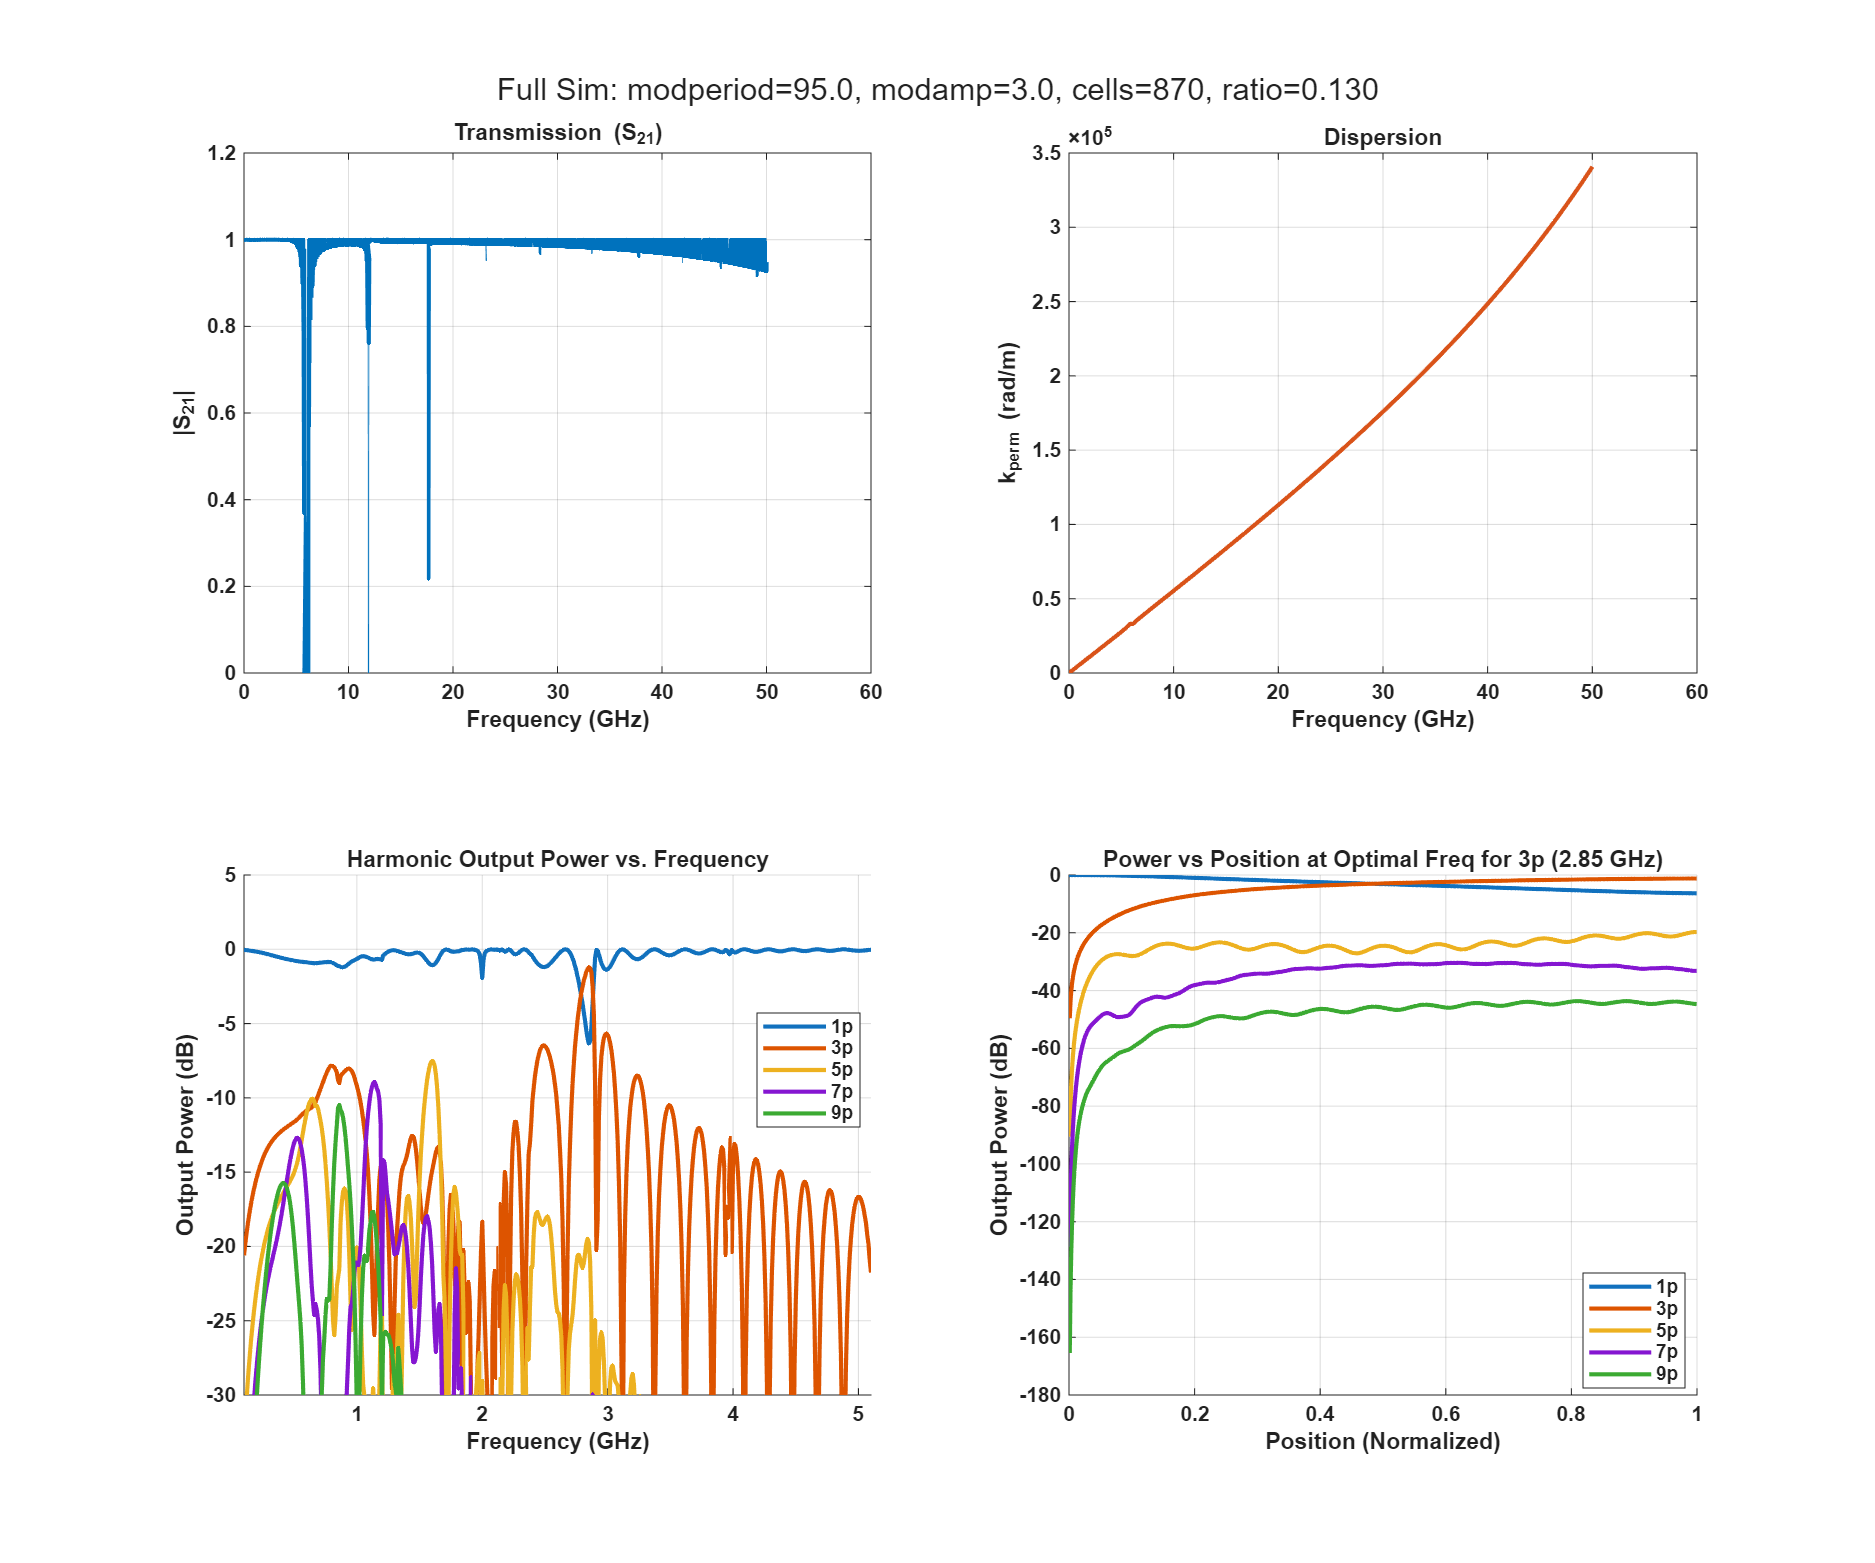 Full Sim: modperiod=95.0, modamp=3.0, cells=870, ratio=0.130
Transmission (S21)
1.2
1
0.8
0.6
0.4
0.2
0
0 10 20 30 40 50 60
|S21|
Frequency (GHz)
×10^5
Dispersion
3.5
3
2.5
2
1.5
1
0.5
0
0 10 20 30 40 50 60
kperm (rad/m)
Frequency (GHz)
Harmonic Output Power vs. Frequency
5
0
-5
-10
-15
-20
-25
-30
1 2 3 4 5
Output Power (dB)
Frequency (GHz)
1p
3p
5p
7p
9p
Power vs Position at Optimal Freq for 3p (2.85 GHz)
0
-20
-40
-60
-80
-100
-120
-140
-160
-180
0 0.2 0.4 0.6 0.8 1
Output Power (dB)
Position (Normalized)
1p
3p
5p
7p
9p